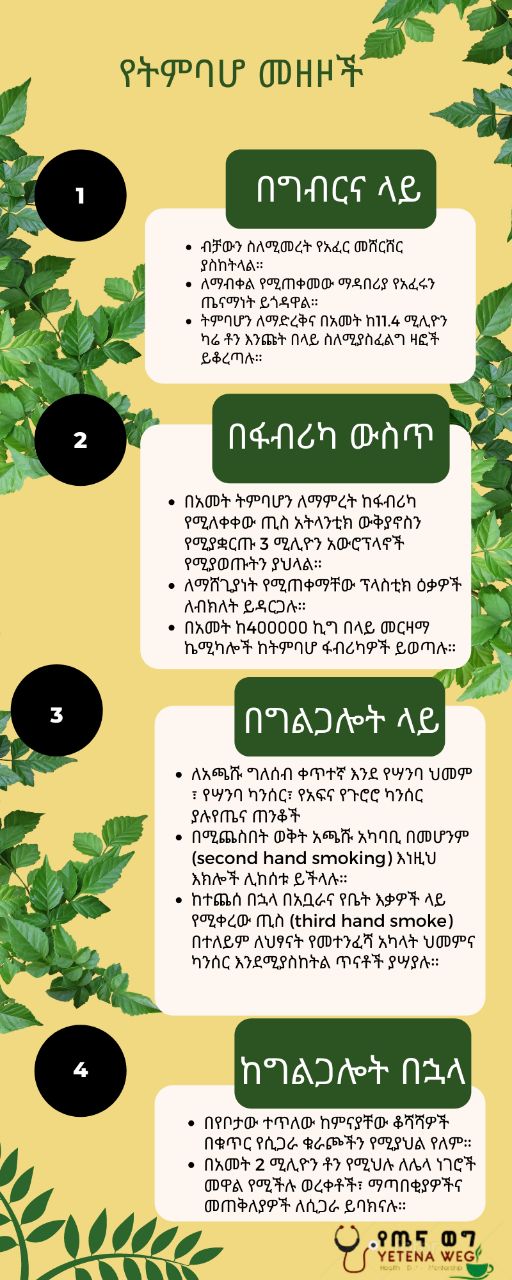 የትምባሆ መዘዞች
1
በግብርና ላይ
• ብቻውን ስለሚመረት የአፈር መሸርሸር
ያስከትላል።
• ለማብቀል የሚጠቀመው ማዳበሪያ የአፈሩን
ጤናማነት ይጎዳዋል።
• ትምባሆን ለማድረቅና በአመት ከ11.4 ሚሊዮን
ካሬ ቶን እንጨት በላይ ስለሚያስፈልግ ዛፎች
ይቆረጣሉ።
2
በፋብሪካ ውስጥ
• በአመት ትምባሆን ለማምረት ከፋብሪካ
የሚለቀቀው ጢስ አትላንቲክ ውቅያኖስን
የሚያቋርጡ 3 ሚሊዮን አውሮፕላኖች
የሚያወጡትን ያህላል።
• ለማሸጊያነት የሚጠቀማቸው ፕላስቲክ ዕቃዎች
ለብክለት ይዳርጋሉ።
• በአመት ከ400000 ኪግ በላይ መርዛማ
ኬሚካሎች ከትምባሆ ፋብሪካዎች ይወጣሉ።
3
በግልጋሎት ላይ
• ለአጫሹ ግለሰብ ቀጥተኛ እንደ የሣንባ ህመም
፣ የሣንባ ካንሰር፣ የአፍና የጉሮሮ ካንሰር
ያሉየጤና ጠንቆች
• በሚጨስበት ወቅት አጫሹ አካባቢ በመሆንም
(second hand smoking) እነዚህ
እክሎች ሊከሰቱ ይችላሉ።
• ከተጨሰ በኋላ በአቧራና የቤት እቃዎች ላይ
የሚቀረው ጢስ (third hand smoke)
በተለይም ለህፃናት የመተንፈሻ አካላት ህመምና
ካንሰር እንደሚያስከትል ጥናቶች ያሣያሉ።
4
ከግልጋሎት በኋላ
• በየቦታው ተጥለው ከምናያቸው ቆሻሻዎች
በቁጥር የሲጋራ ቁራጮችን የሚያህል የለም።
• በአመት 2 ሚሊዮን ቶን የሚህሉ ለሌላ ነገሮች
መዋል የሚችሉ ወረቀቶች፣ ማጣበቂያዎችና
መጠቅለያዎች ለሲጋራ ይባክናሉ።
የጤና ወግ
YETENA WEG